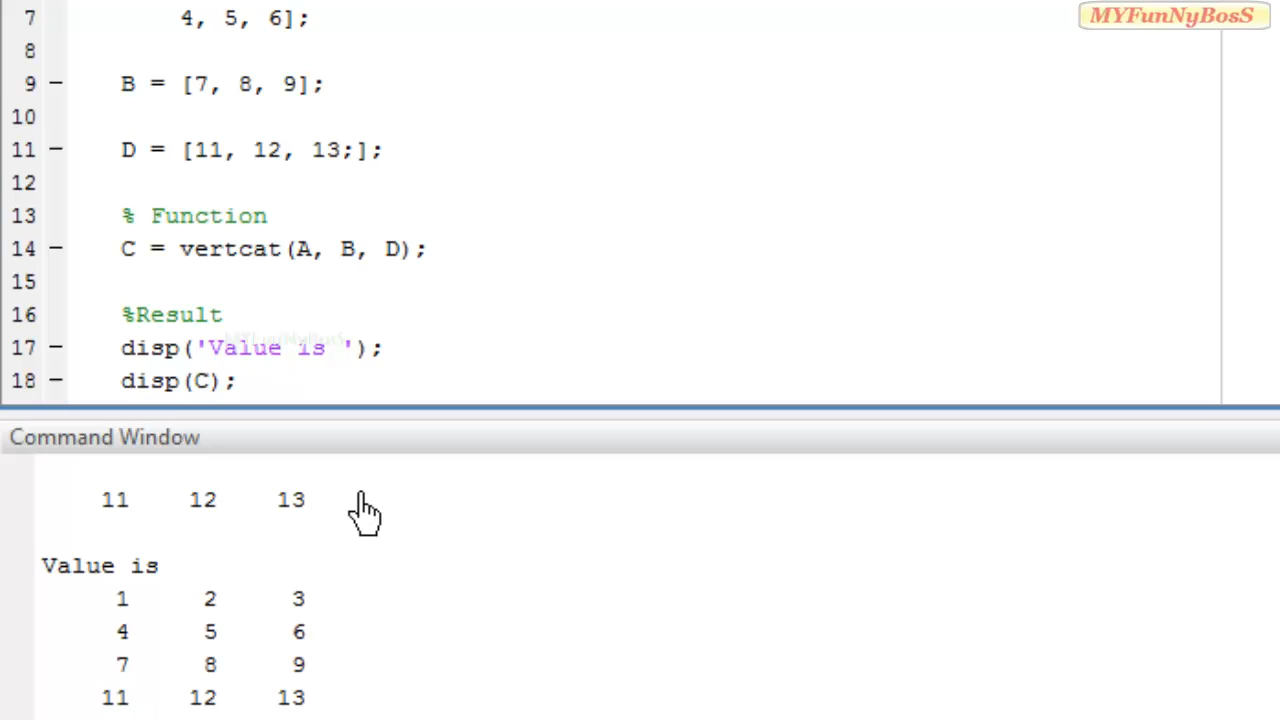 MYFunNyBosS
7 4, 5, 6];
8
9 – B = [7, 8, 9];
10
11 – D = [11, 12, 13;];
12
13 % Function
14 – C = vertcat(A, B, D);
15
16 %Result
MYFunNyBosS
17 – disp('Value is ');
18 – disp(C);
Command Window
11 12 13
Value is
1 2 3
4 5 6
7 8 9
11 12 13